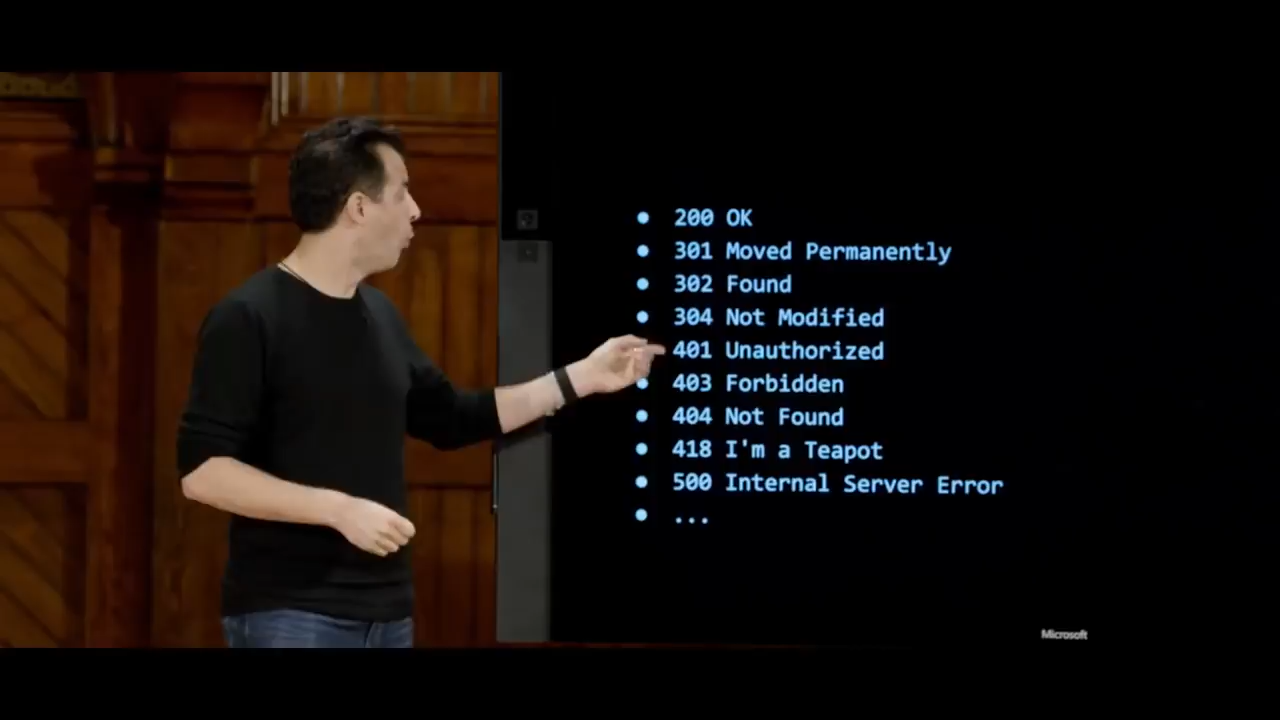 • 200 OK
• 301 Moved Permanently
• 302 Found
• 304 Not Modified
401 Unauthorized
• 403 Forbidden
• 404 Not Found
• 418 I'm a Teapot
• 500 Internal Server Error
• ...
Microsoft